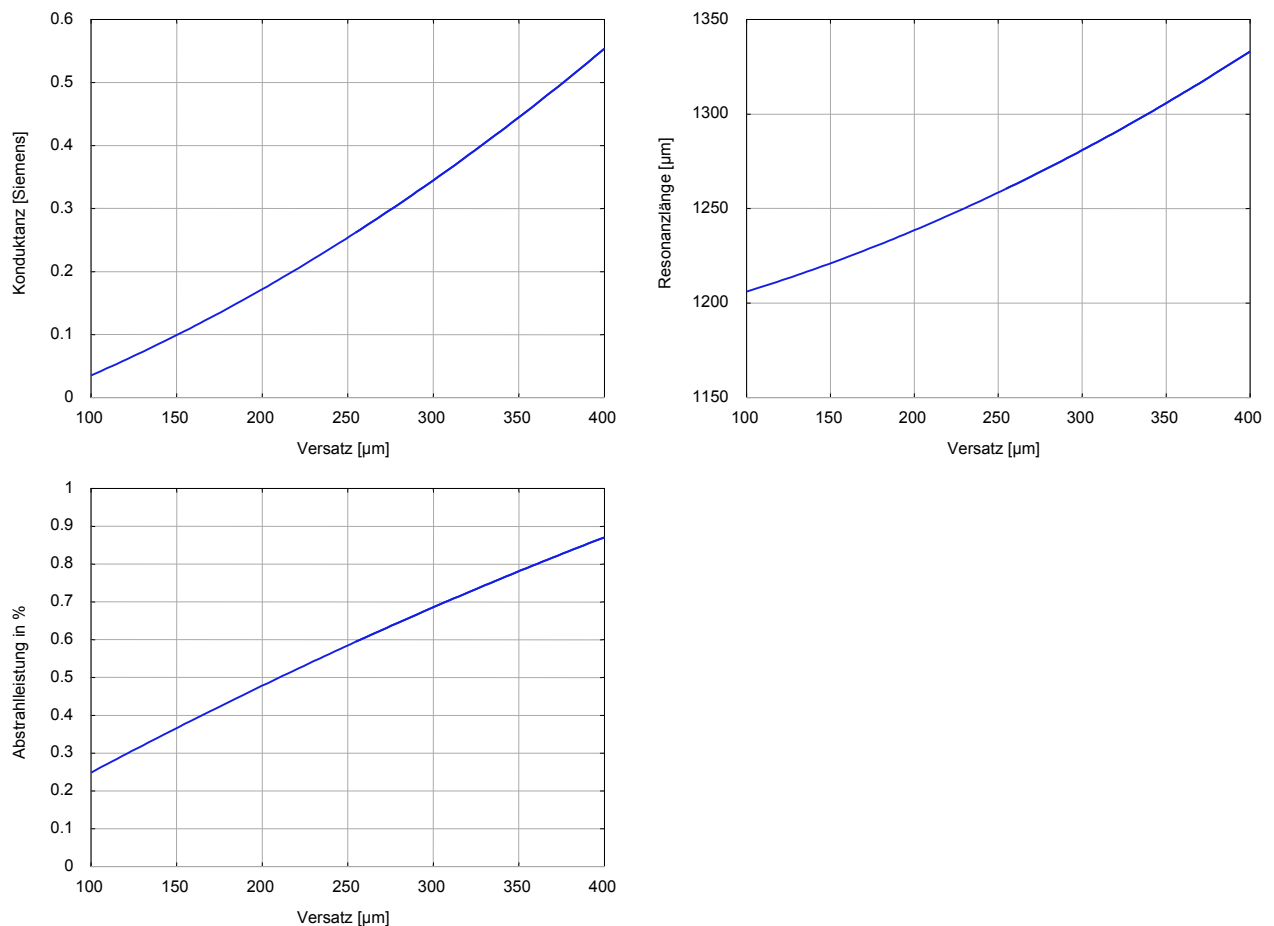 0.6
0.5
0.4
0.3
0.2
0.1
0
Konduktanz [Siemens]
100 150 200 250 300 350 400
Versatz [µm]
1350
1300
1250
1200
1150
Resonanzlänge [µm]
100 150 200 250 300 350 400
Versatz [µm]
1
0.9
0.8
0.7
0.6
0.5
0.4
0.3
0.2
0.1
0
Abstrahlleistung in %
100 150 200 250 300 350 400
Versatz [µm]